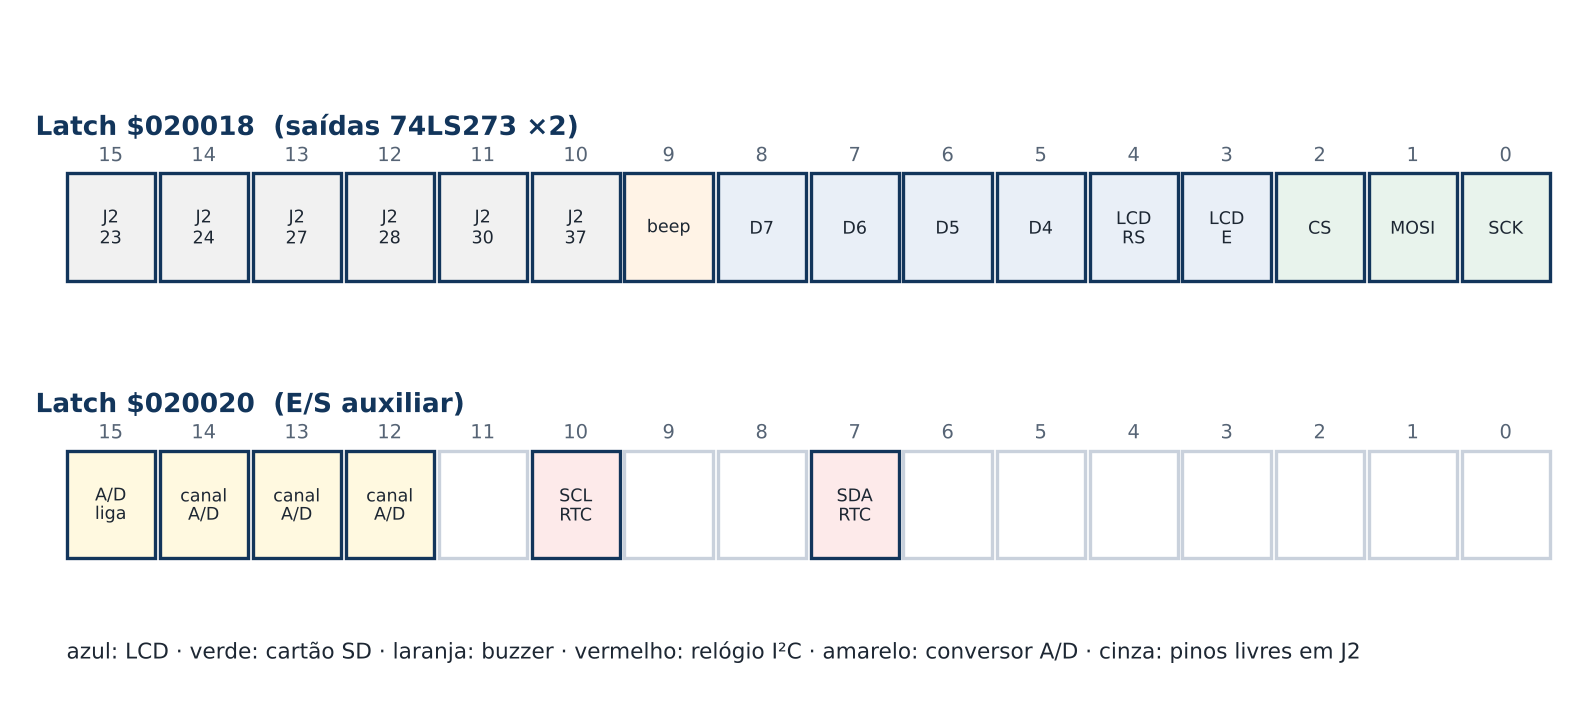 Latch $020018  (saídas 74LS273 ×2)
15 14 13 12 11 10 9 8 7 6 5 4 3 2 1 0
J2 J2 J2 J2 J2 J2 beep D7 D6 D5 D4 LCD LCD CS MOSI SCK
23 24 27 28 30 37 RS E
Latch $020020  (E/S auxiliar)
15 14 13 12 11 10 9 8 7 6 5 4 3 2 1 0
A/D canal canal canal SCL SDA
liga A/D A/D A/D RTC RTC
azul: LCD · verde: cartão SD · laranja: buzzer · vermelho: relógio I²C · amarelo: conversor A/D · cinza: pinos livres em J2